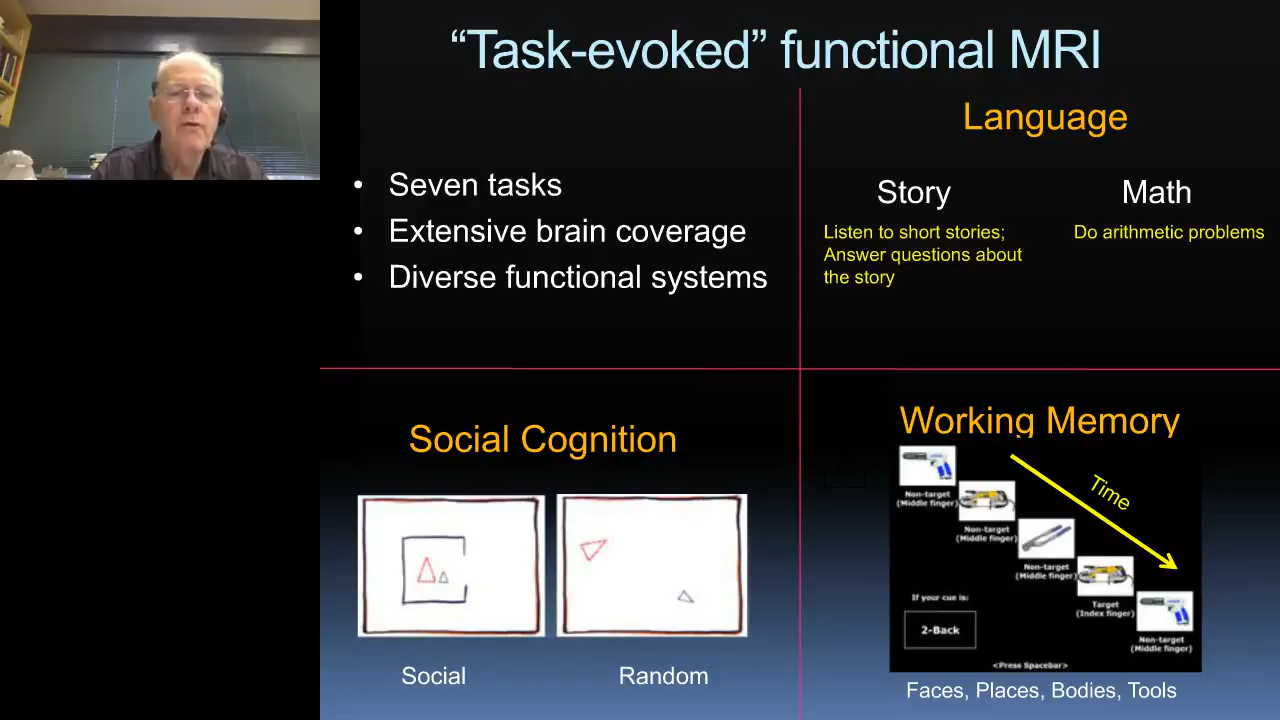 “Task-evoked” functional MRI
• Seven tasks
• Extensive brain coverage
• Diverse functional systems
Language
Story
Math
Listen to short stories;
Answer questions about
the story
Do arithmetic problems
Social Cognition
Social
Random
Working Memory
Time
Non-target
(Middle finger)
Non-target
(Middle finger)
Non-target
(Middle finger)
Target
(Index finger)
Non-target
(Middle finger)
If your cue is:
2-Back
<Press Spacebar>
Faces, Places, Bodies, Tools